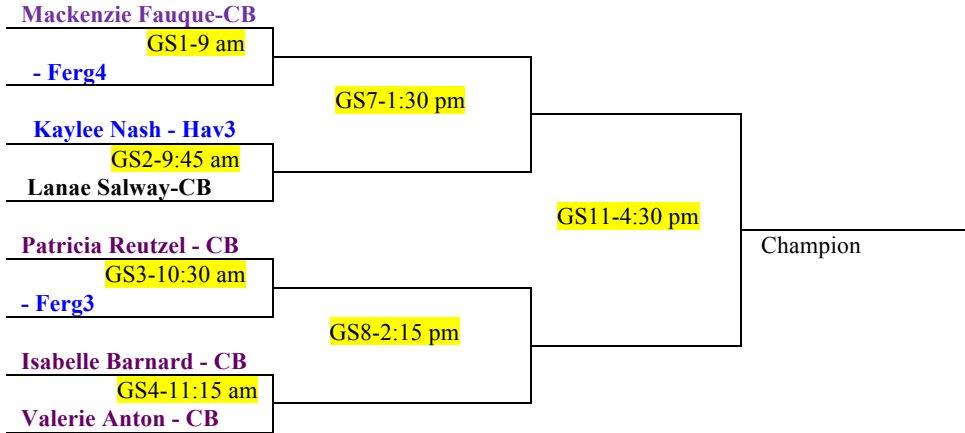 Mackenzie Fauque-CB
GS1-9 am
- Ferg4
GS7-1:30 pm
Kaylee Nash - Hav3
GS2-9:45 am
Lanae Salway-CB
GS11-4:30 pm
Patricia Reutzel - CB
Champion
GS3-10:30 am
- Ferg3
GS8-2:15 pm
Isabelle Barnard - CB
GS4-11:15 am
Valerie Anton - CB